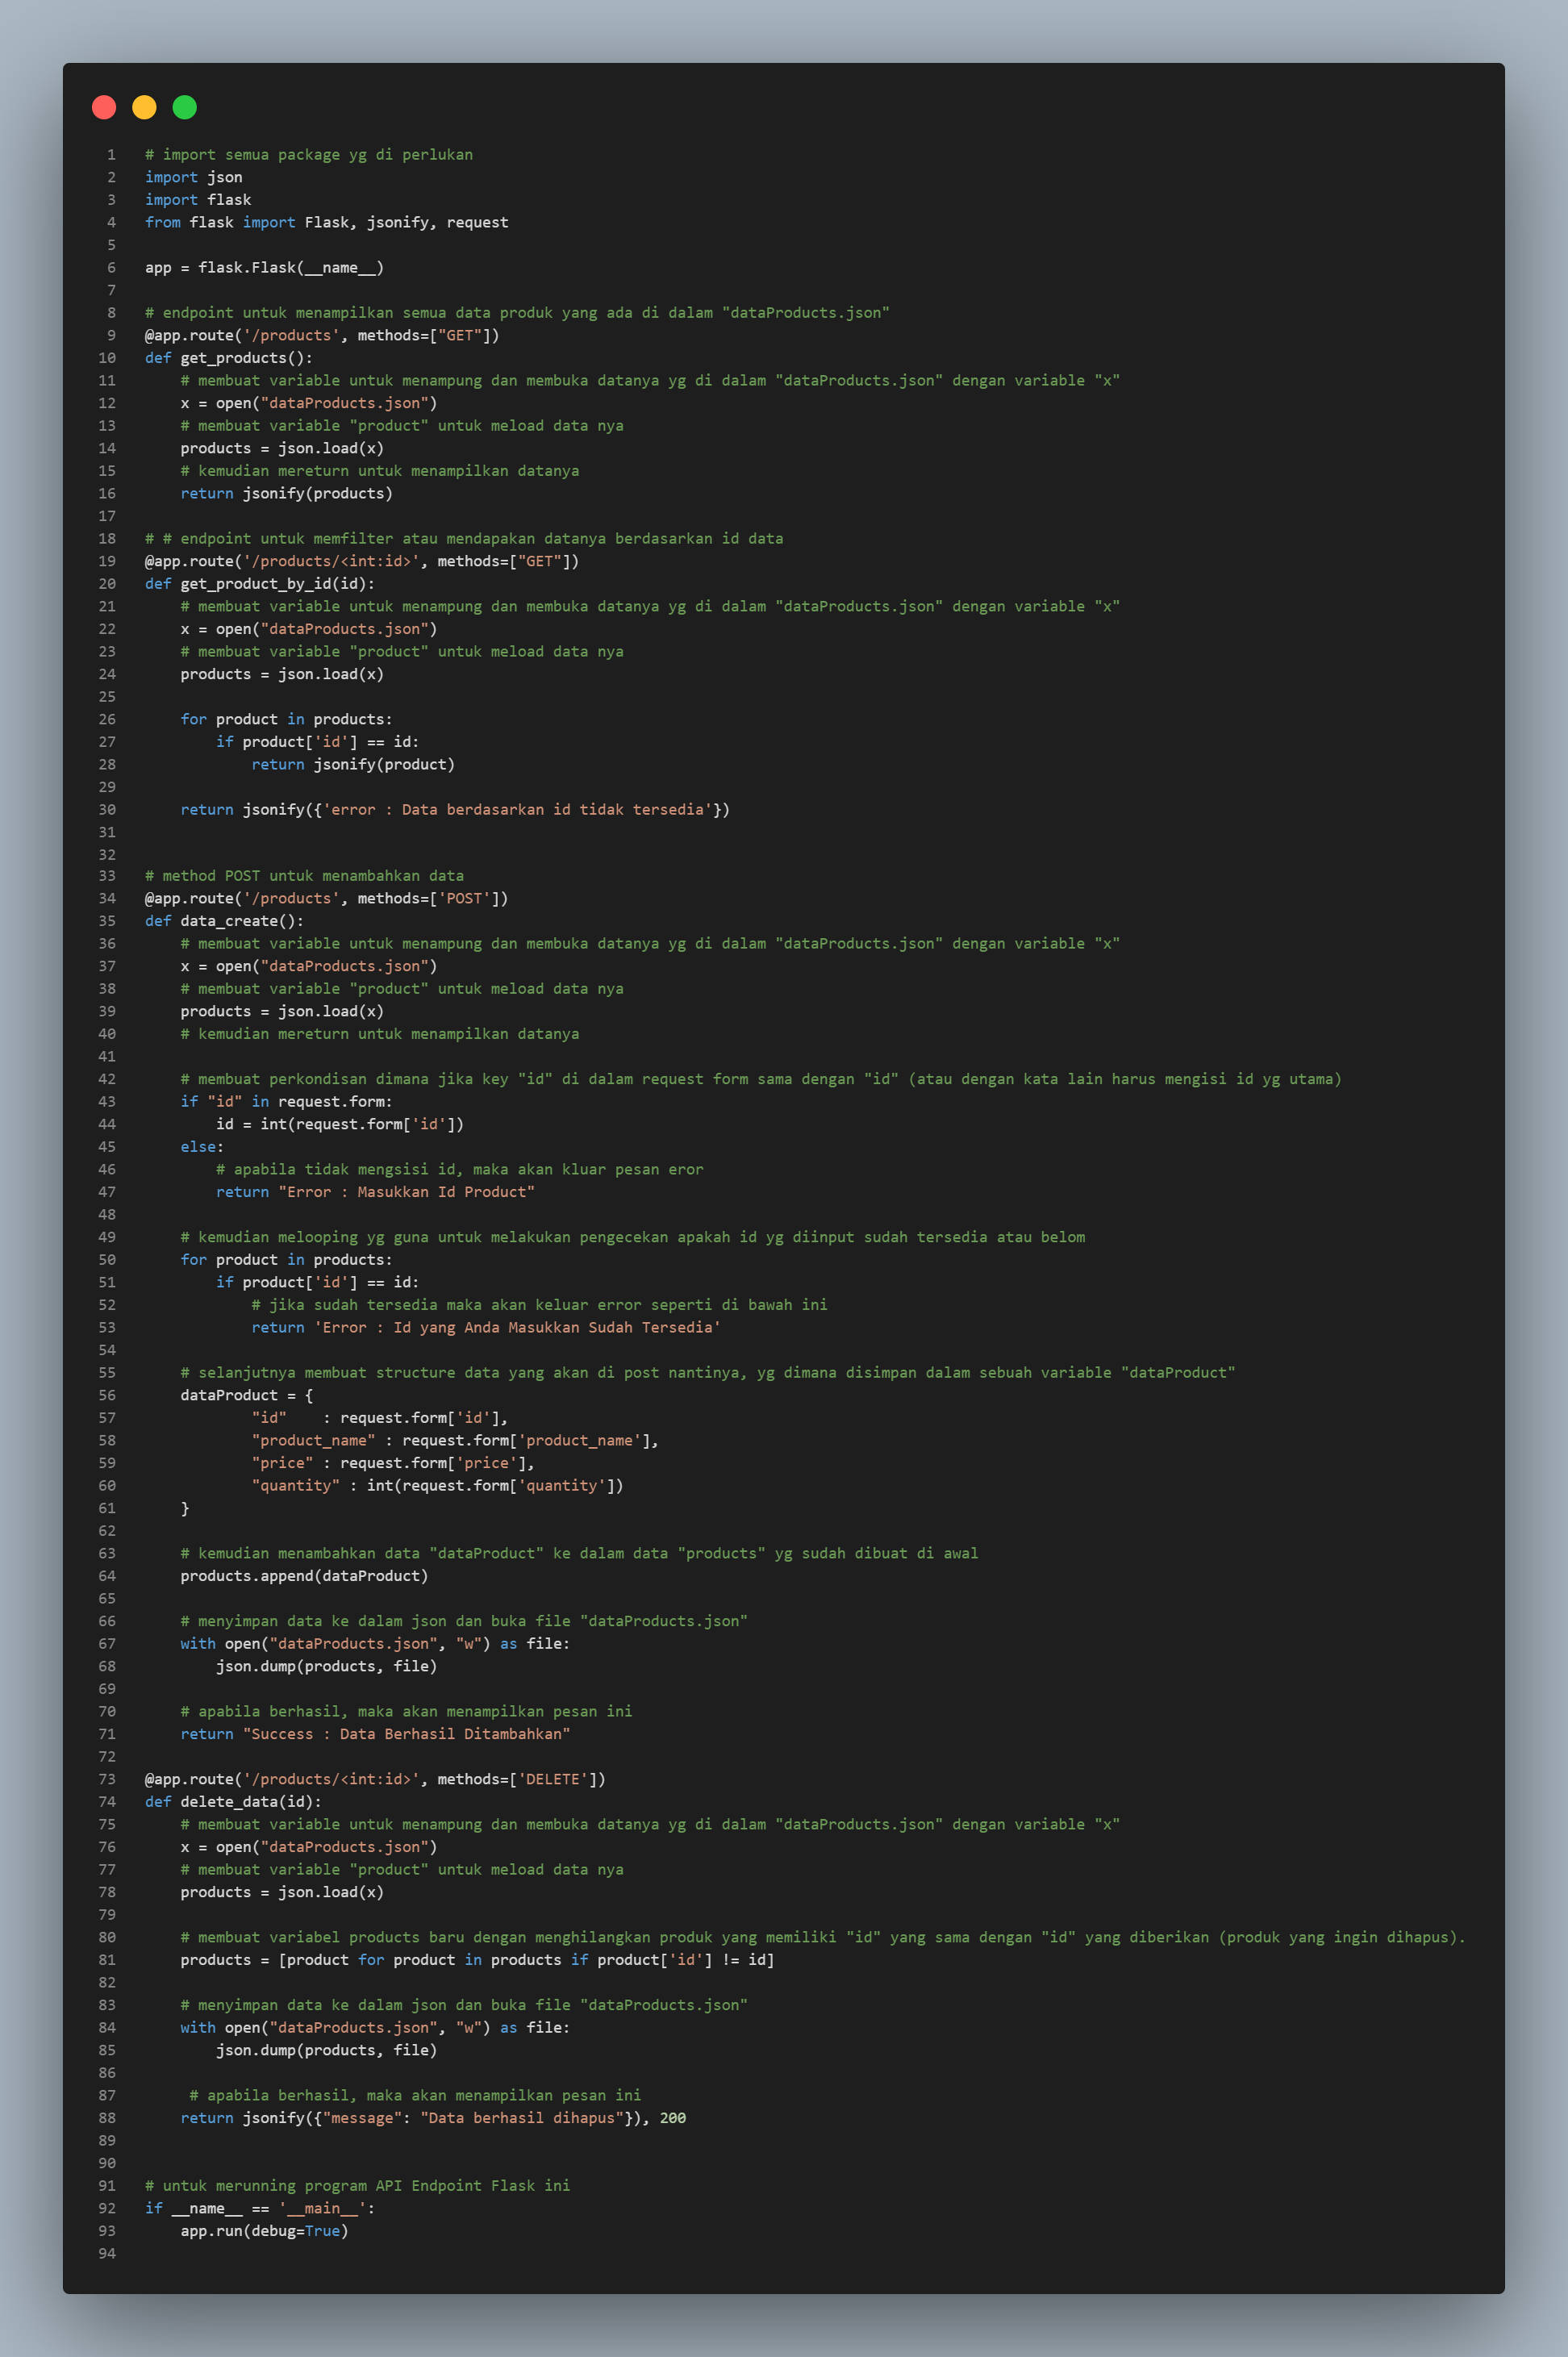 1 # import semua package yg di perlukan
2 import json
3 import flask
4 from flask import Flask, jsonify, request
5
6 app = flask.Flask(__name__)
7
8 # endpoint untuk menampilkan semua data produk yang ada di dalam "dataProducts.json"
9 @app.route('/products', methods=["GET"])
10 def get_products():
11     # membuat variable untuk menampung dan membuka datanya yg di dalam "dataProducts.json" dengan variable "x"
12     x = open("dataProducts.json")
13     # membuat variable "product" untuk meload data nya
14     products = json.load(x)
15     # kemudian mereturn untuk menampilkan datanya
16     return jsonify(products)
17
18 # # endpoint untuk memfilter atau mendapakan datanya berdasarkan id data
19 @app.route('/products/<int:id>', methods=["GET"])
20 def get_product_by_id(id):
21     # membuat variable untuk menampung dan membuka datanya yg di dalam "dataProducts.json" dengan variable "x"
22     x = open("dataProducts.json")
23     # membuat variable "product" untuk meload data nya
24     products = json.load(x)
25
26     for product in products:
27         if product['id'] == id:
28             return jsonify(product)
29
30     return jsonify({'error : Data berdasarkan id tidak tersedia'})
31
32
33 # method POST untuk menambahkan data
34 @app.route('/products', methods=['POST'])
35 def data_create():
36     # membuat variable untuk menampung dan membuka datanya yg di dalam "dataProducts.json" dengan variable "x"
37     x = open("dataProducts.json")
38     # membuat variable "product" untuk meload data nya
39     products = json.load(x)
40     # kemudian mereturn untuk menampilkan datanya
41
42     # membuat perkondisan dimana jika key "id" di dalam request form sama dengan "id" (atau dengan kata lain harus mengisi id yg utama)
43     if "id" in request.form:
44         id = int(request.form['id'])
45     else:
46         # apabila tidak mengsisi id, maka akan kluar pesan eror
47         return "Error : Masukkan Id Product"
48
49     # kemudian melooping yg guna untuk melakukan pengecekan apakah id yg diinput sudah tersedia atau belom
50     for product in products:
51         if product['id'] == id:
52             # jika sudah tersedia maka akan keluar error seperti di bawah ini
53             return 'Error : Id yang Anda Masukkan Sudah Tersedia'
54
55     # selanjutnya membuat structure data yang akan di post nantinya, yg dimana disimpan dalam sebuah variable "dataProduct"
56     dataProduct = {
57             "id"    : request.form['id'],
58             "product_name" : request.form['product_name'],
59             "price" : request.form['price'],
60             "quantity" : int(request.form['quantity'])
61     }
62
63     # kemudian menambahkan data "dataProduct" ke dalam data "products" yg sudah dibuat di awal
64     products.append(dataProduct)
65
66     # menyimpan data ke dalam json dan buka file "dataProducts.json"
67     with open("dataProducts.json", "w") as file:
68         json.dump(products, file)
69
70     # apabila berhasil, maka akan menampilkan pesan ini
71     return "Success : Data Berhasil Ditambahkan"
72
73 @app.route('/products/<int:id>', methods=['DELETE'])
74 def delete_data(id):
75     # membuat variable untuk menampung dan membuka datanya yg di dalam "dataProducts.json" dengan variable "x"
76     x = open("dataProducts.json")
77     # membuat variable "product" untuk meload data nya
78     products = json.load(x)
79
80     # membuat variabel products baru dengan menghilangkan produk yang memiliki "id" yang sama dengan "id" yang diberikan (produk yang ingin dihapus).
81     products = [product for product in products if product['id'] != id]
82
83     # menyimpan data ke dalam json dan buka file "dataProducts.json"
84     with open("dataProducts.json", "w") as file:
85         json.dump(products, file)
86
87      # apabila berhasil, maka akan menampilkan pesan ini
88     return jsonify({"message": "Data berhasil dihapus"}), 200
89
90
91 # untuk merunning program API Endpoint Flask ini
92 if __name__ == '__main__':
93     app.run(debug=True)
94